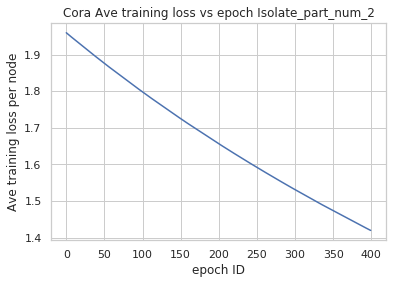 Cora Ave training loss vs epoch Isolate_part_num_2
Ave training loss per node
1.9
1.8
1.7
1.6
1.5
1.4
0 50 100 150 200 250 300 350 400
epoch ID